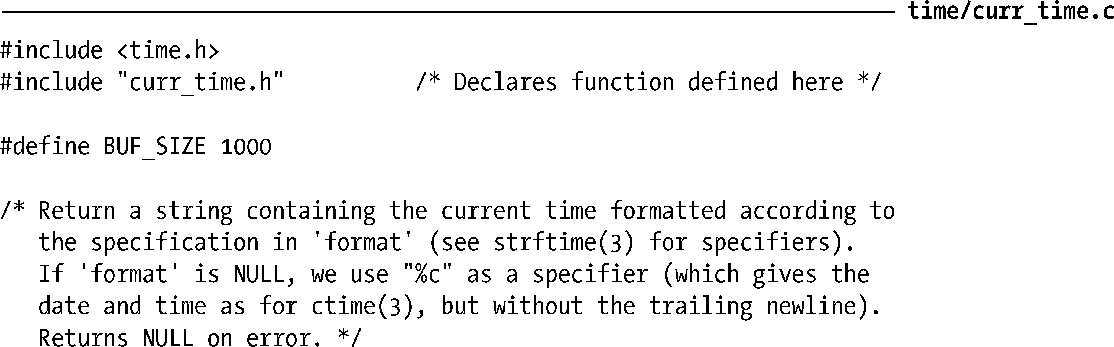 time/curr_time.c
#include <time.h>
#include "curr_time.h" /* Declares function defined here */
#define BUF_SIZE 1000
/* Return a string containing the current time formatted according to
the specification in 'format' (see strftime(3) for specifiers).
If 'format' is NULL, we use "%c" as a specifier (which gives the
date and time as for ctime(3), but without the trailing newline).
Returns NULL on error. */